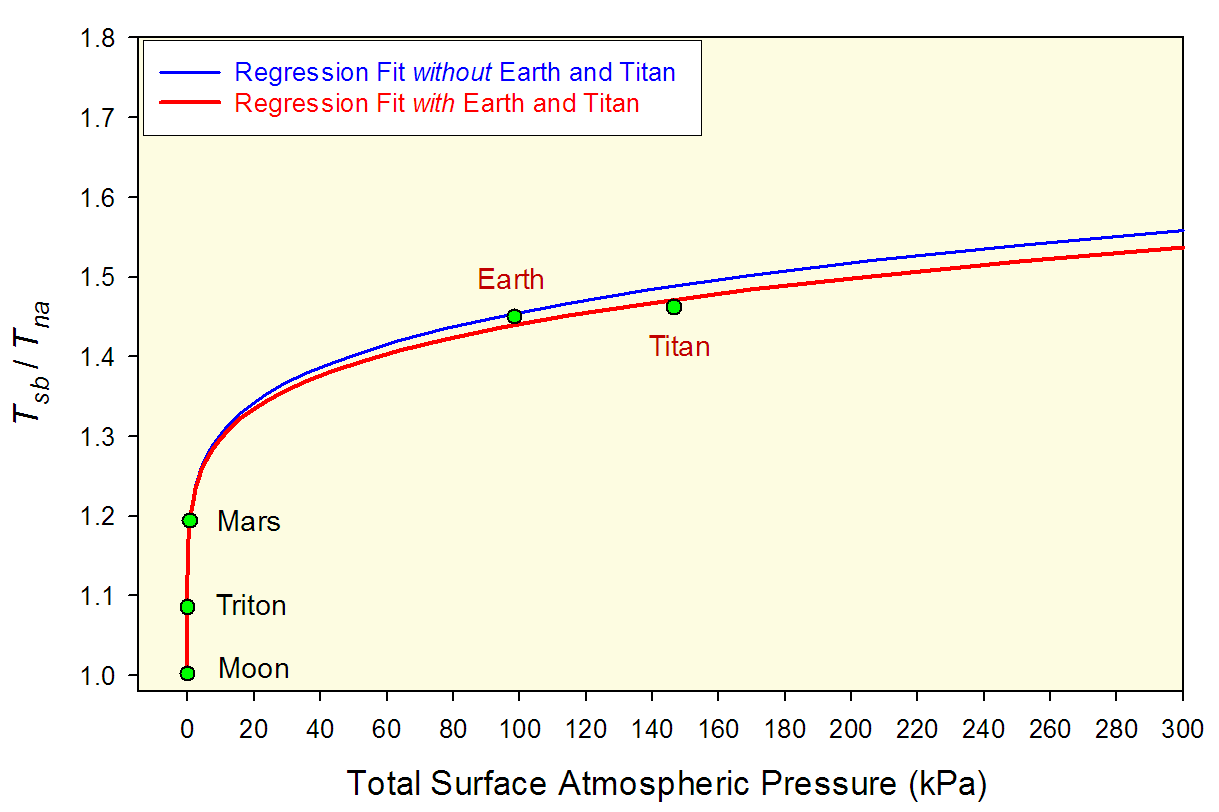 Regression Fit without Earth and Titan
Regression Fit with Earth and Titan
1.8
1.7
1.6
1.5
1.4
1.3
1.2
1.1
1.0
Tsb / Tna
Earth
Titan
Mars
Triton
Moon
0 20 40 60 80 100 120 140 160 180 200 220 240 260 280 300
Total Surface Atmospheric Pressure (kPa)